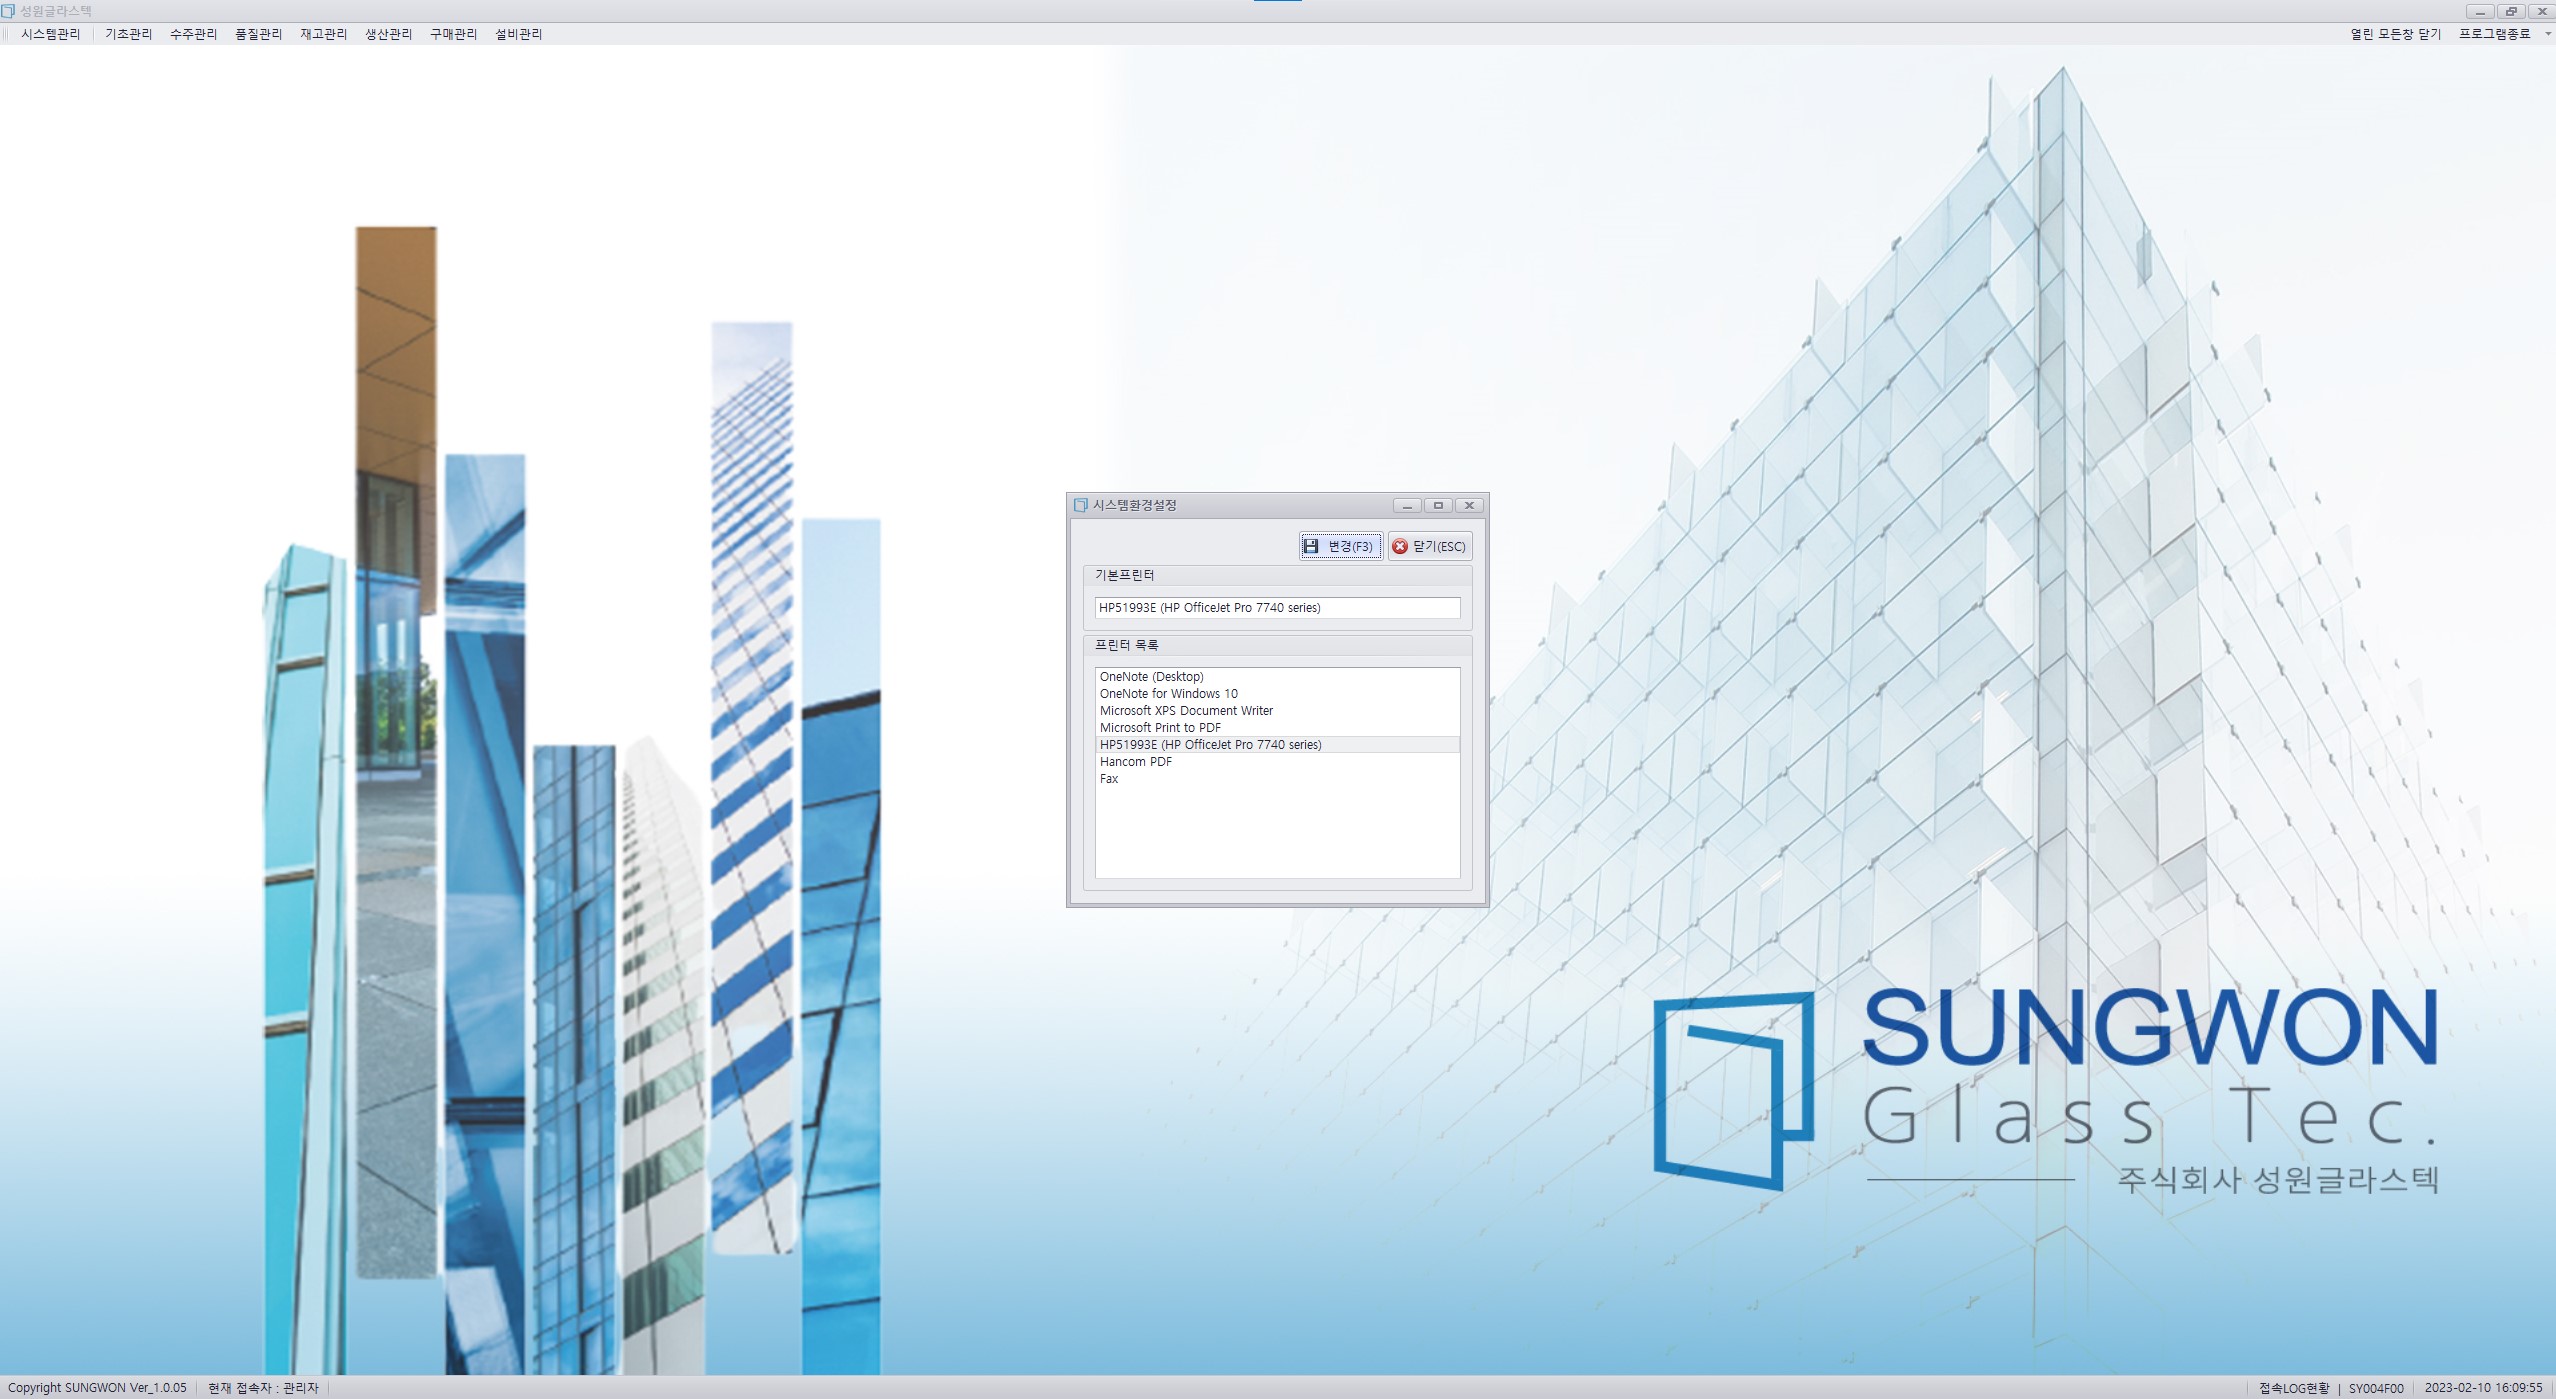 성원글라스텍
시스템관리 기초관리 수주관리 품질관리 재고관리 생산관리 구매관리 설비관리 열린 모든창 닫기 프로그램종료
시스템환경설정
변경(F3) 닫기(ESC)
기본프린터
HP51993E (HP OfficeJet Pro 7740 series)
프린터 목록
OneNote (Desktop)
OneNote for Windows 10
Microsoft XPS Document Writer
Microsoft Print to PDF
HP51993E (HP OfficeJet Pro 7740 series)
Hancom PDF
Fax
SUNGWON
Glass Tec.
주식회사 성원글라스텍
Copyright SUNGWON Ver_1.0.05 현재 접속자 : 관리자 접속LOG현황 | SY004F00 2023-02-10 16:09:55